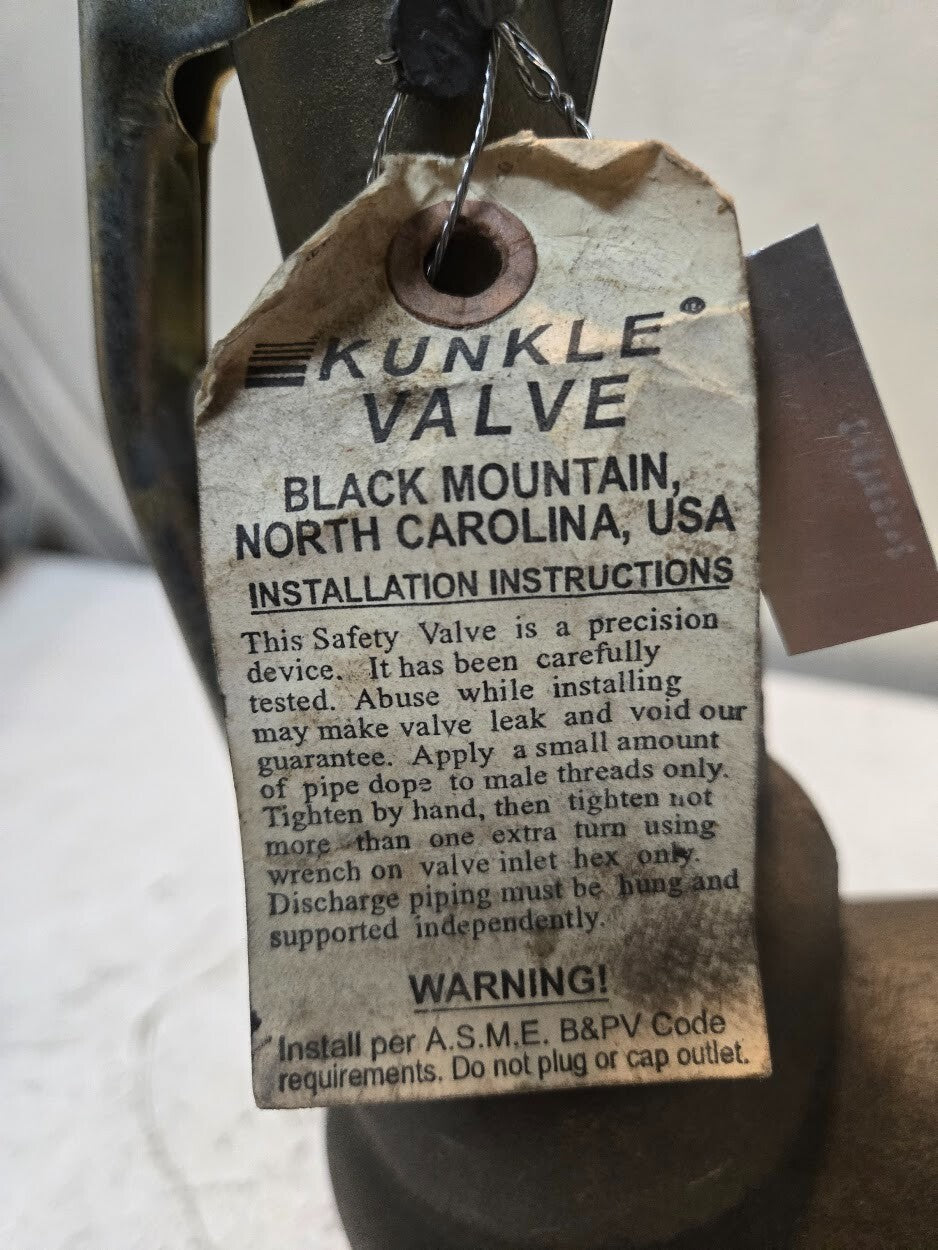 KUNKLE®
VALVE
BLACK MOUNTAIN,
NORTH CAROLINA, USA
INSTALLATION INSTRUCTIONS
This Safety Valve is a precision
device. It has been carefully
tested. Abuse while installing
may make valve leak and void our
guarantee. Apply a small amount
of pipe dope to male threads only.
Tighten by hand, then tighten not
more than one extra turn using
wrench on valve inlet hex only.
Discharge piping must be hung and
supported independently.
WARNING!
Install per A.S.M.E. B&PV Code
requirements. Do not plug or cap outlet.